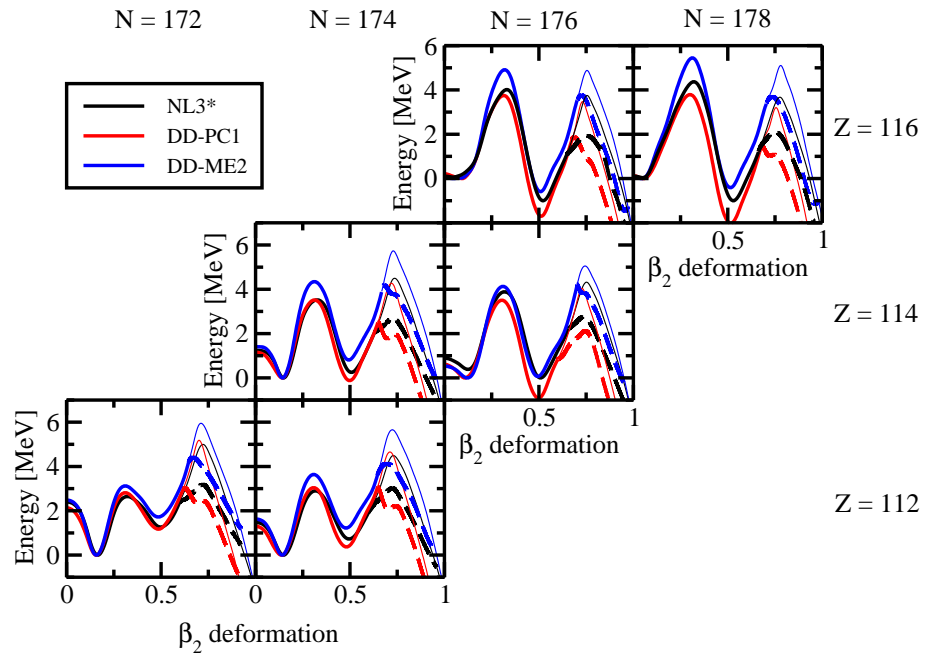 N = 172 N = 174 N = 176 N = 178
NL3*
DD-PC1
DD-ME2
6
4
2
0
Energy [MeV]
Z = 116
0.5 1
β2 deformation
6
4
2
0
Energy [MeV]
Z = 114
0.5 1
β2 deformation
6
4
2
0
Energy [MeV]
Z = 112
0 0.5 0 0.5 1
β2 deformation